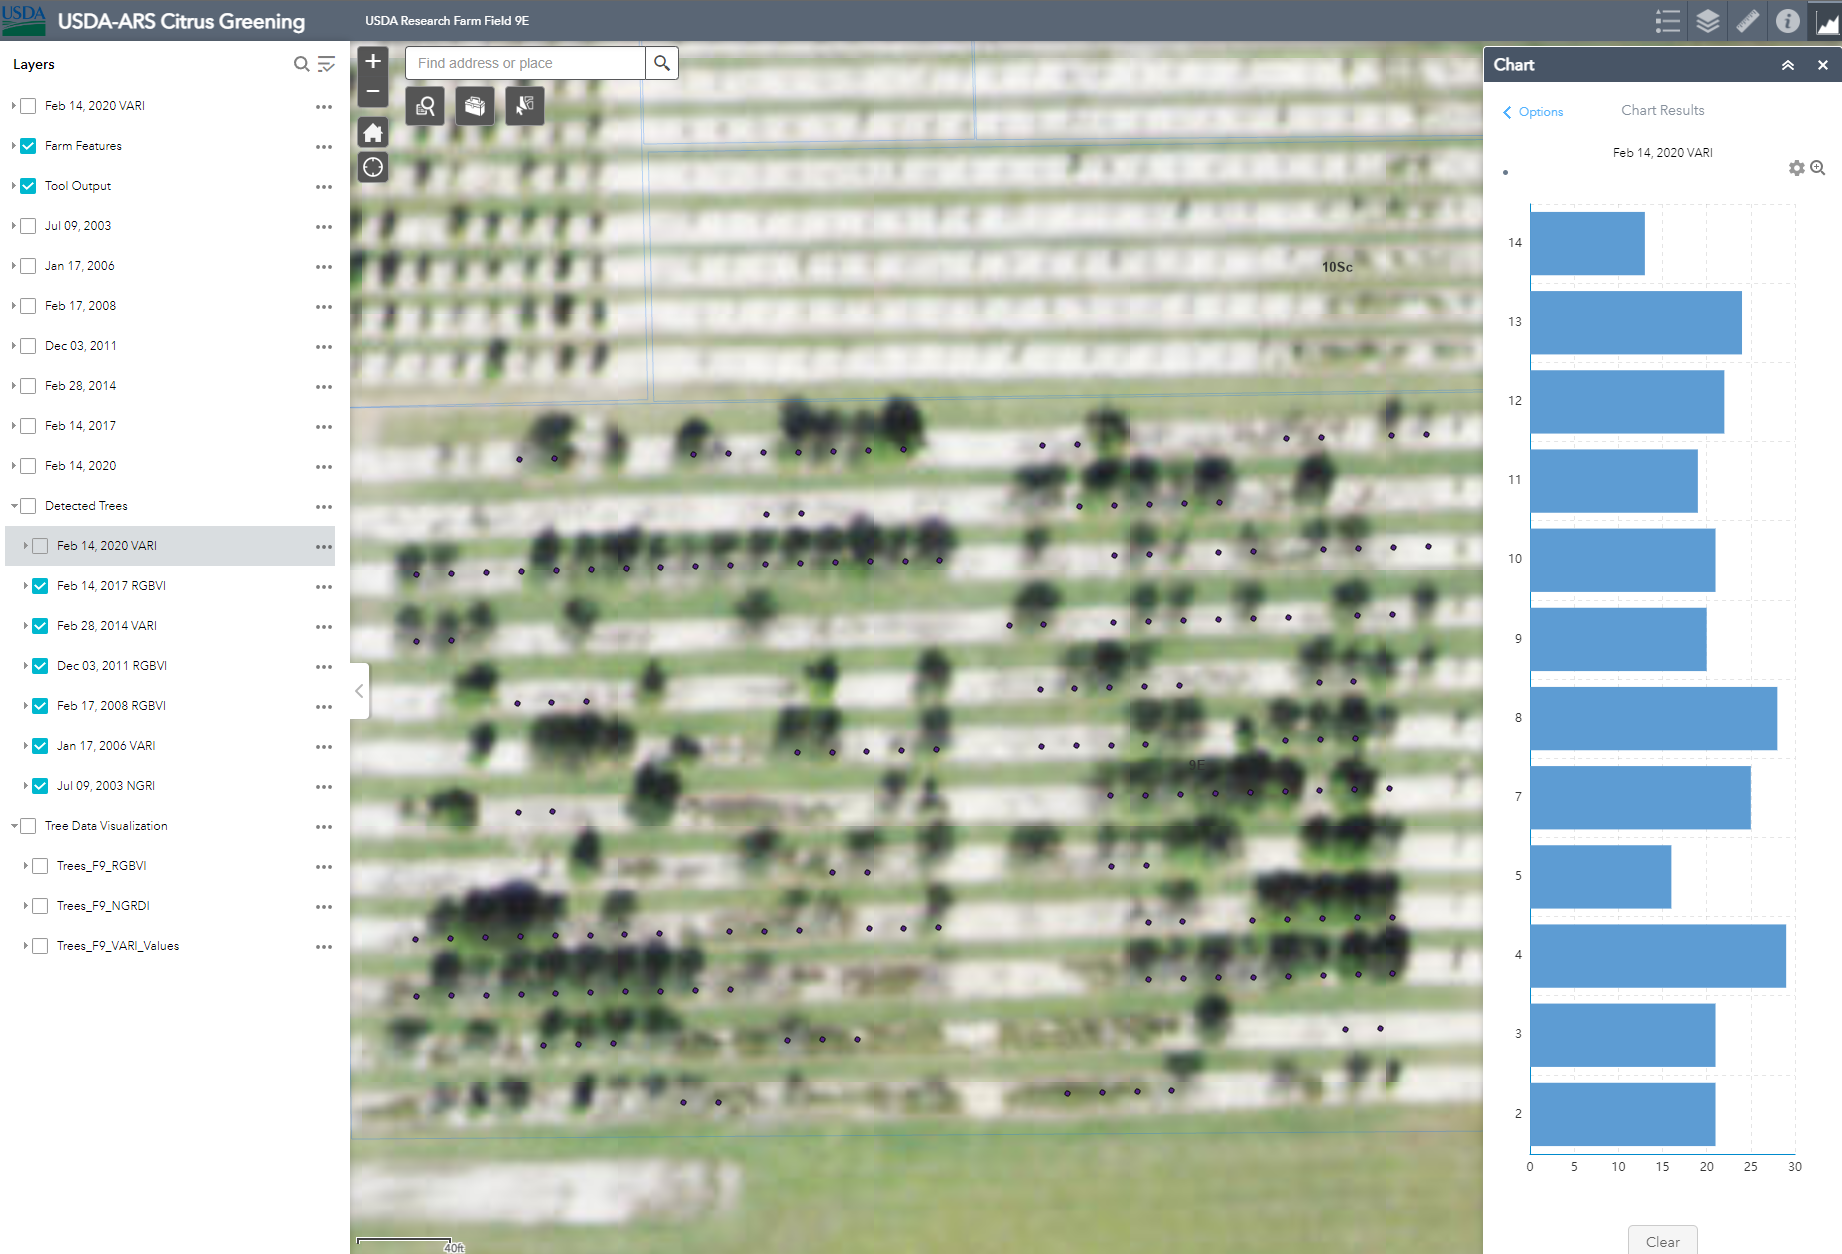 USDA
USDA-ARS Citrus Greening
USDA Research Farm Field 9E
Layers
Feb 14, 2020 VARI
Farm Features
Tool Output
Jul 09, 2003
Jan 17, 2006
Feb 17, 2008
Dec 03, 2011
Feb 28, 2014
Feb 14, 2017
Feb 14, 2020
Detected Trees
Feb 14, 2020 VARI
Feb 14, 2017 RGBVI
Feb 28, 2014 VARI
Dec 03, 2011 RGBVI
Feb 17, 2008 RGBVI
Jan 17, 2006 VARI
Jul 09, 2003 NGRI
Tree Data Visualization
Trees_F9_RGBVI
Trees_F9_NGRDI
Trees_F9_VARI_Values
+
−
Find address or place
10Sc
9E
40ft
Chart
Options
Chart Results
Feb 14, 2020 VARI
14
13
12
11
10
9
8
7
5
4
3
2
0 5 10 15 20 25 30
Clear